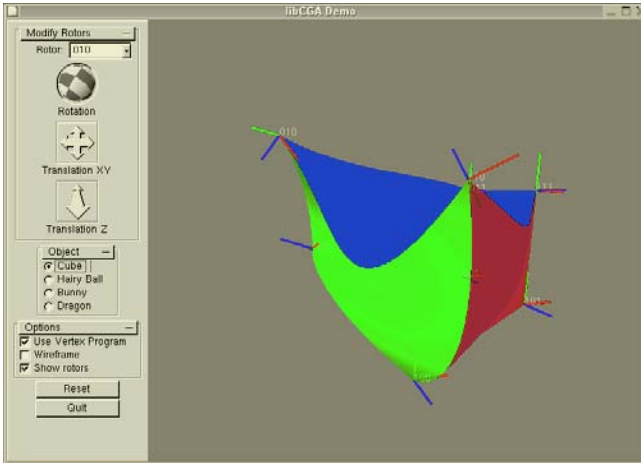 libCGA Demo
Modify Rotors
Rotor: 010
Rotation
Translation XY
Translation Z
Object
Cube
Hairy Ball
Bunny
Dragon
Options
Use Vertex Program
Wireframe
Show rotors
Reset
Quit
010